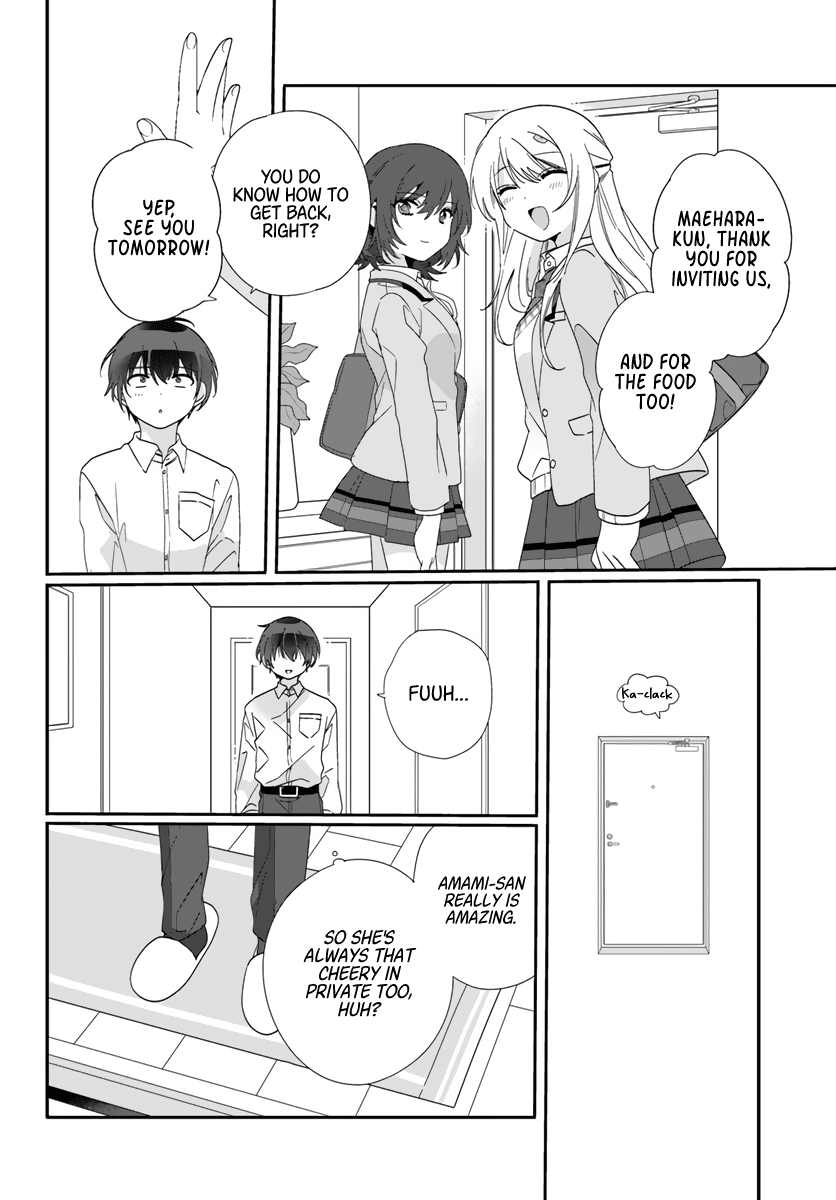 MAEHARA-
KUN, THANK
YOU FOR
INVITING US,
AND FOR
THE FOOD
TOO!
YOU DO
KNOW HOW TO
GET BACK,
RIGHT?
YEP,
SEE YOU
TOMORROW!
Ka-clack
FUUH...
AMAMI-SAN
REALLY IS
AMAZING.
SO SHE'S
ALWAYS THAT
CHEERY IN
PRIVATE TOO,
HUH?